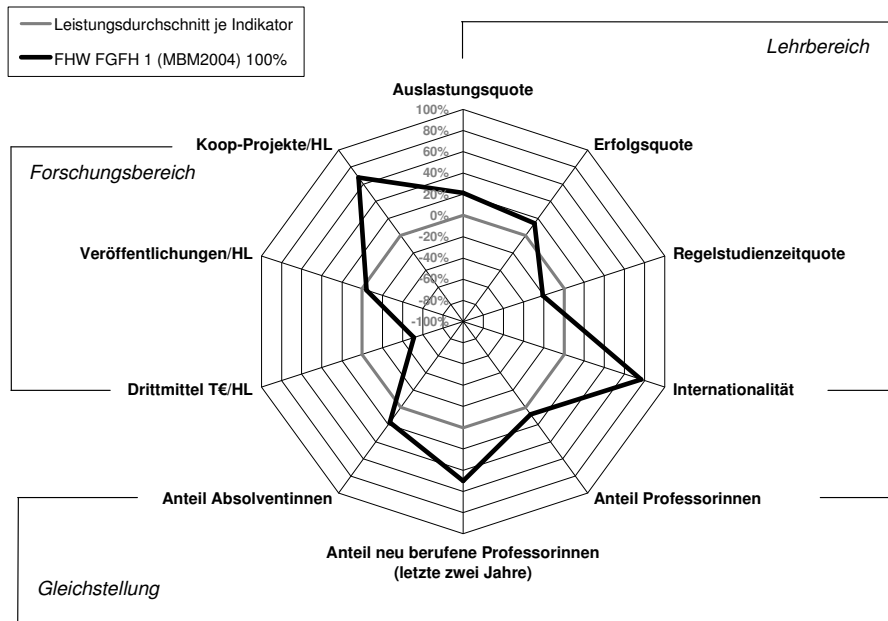 Leistungsdurchschnitt je Indikator
FHW FGFH 1 (MBM2004) 100%
Lehrbereich
Auslastungsquote
100%
80%
60%
40%
20%
0%
-20%
-40%
-60%
-80%
-100%
Koop-Projekte/HL
Erfolgsquote
Forschungsbereich
Veröffentlichungen/HL
Regelstudienzeitquote
Drittmittel T€/HL
Internationalität
Anteil Absolventinnen
Anteil Professorinnen
Anteil neu berufene Professorinnen
(letzte zwei Jahre)
Gleichstellung